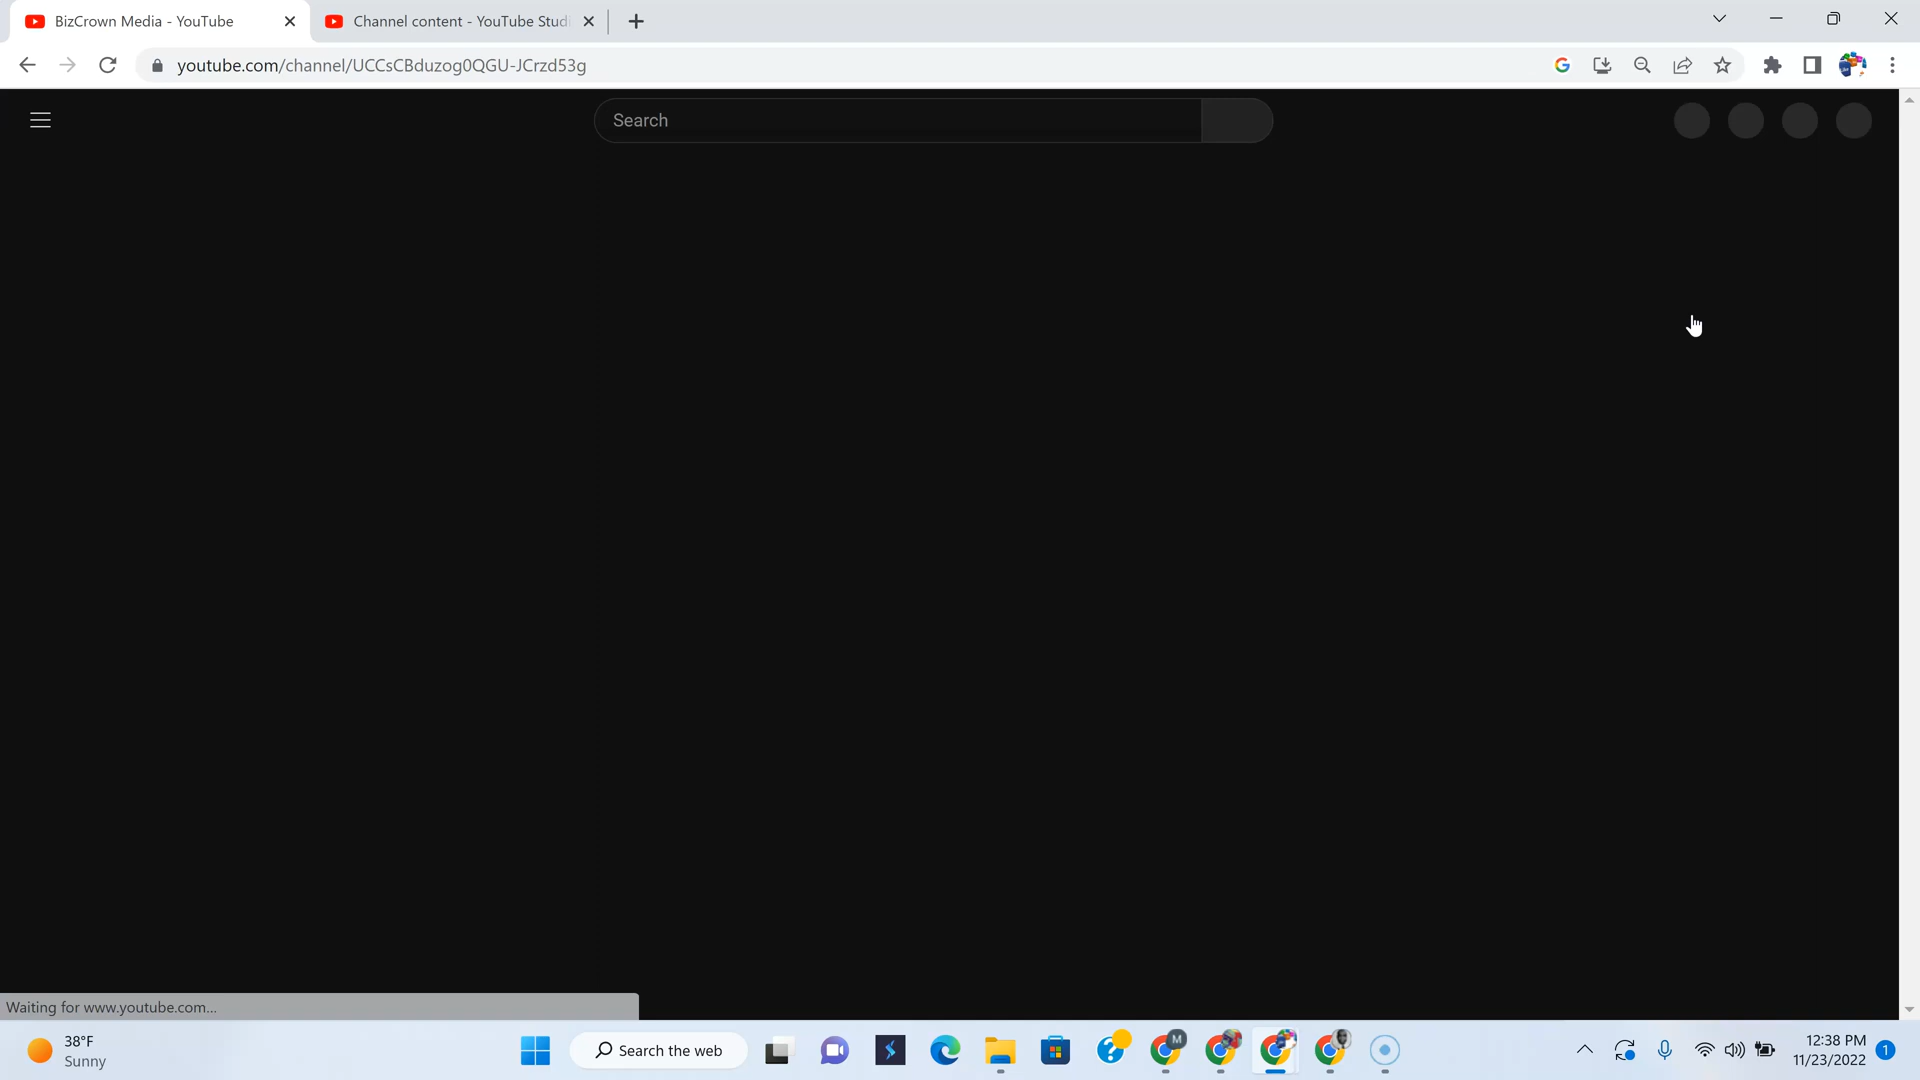 BizCrown Media - YouTube
Channel content - YouTube Studi
youtube.com/channel/UCCsCBduzog0QGU-JCrzd53g
Search
Waiting for www.youtube.com...
38°F
Sunny
Search the web
M
12:38 PM
11/23/2022
1